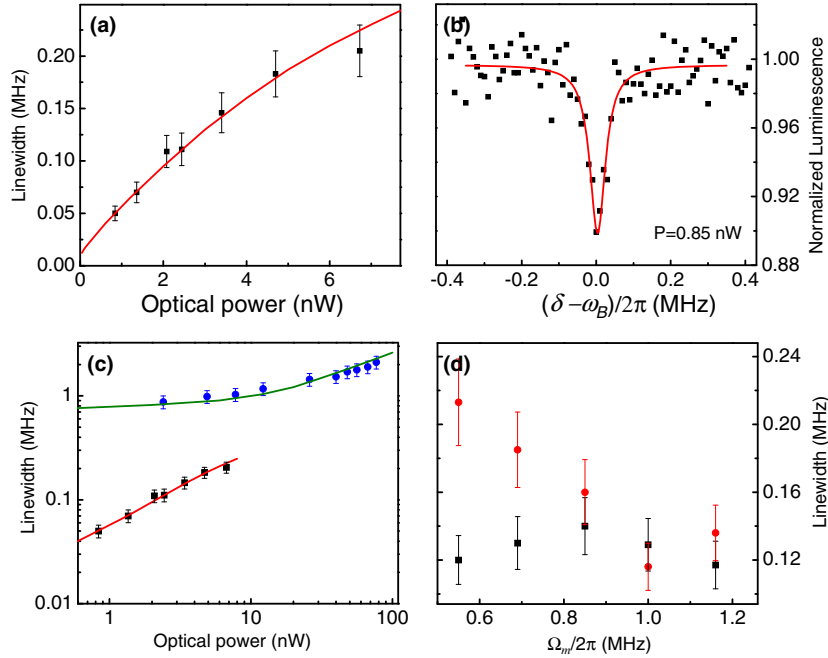 (a)
Linewidth (MHz)
0.20
0.15
0.10
0.05
0.00
0 2 4 6
Optical power (nW)
(b)
1.00
0.96
0.92
0.88
Normalized Luminescence
P=0.85 nW
-0.4 -0.2 0.0 0.2 0.4
(δ −ω_B)/2π (MHz)
(c)
Linewidth (MHz)
1
0.1
0.01
1 10 100
Optical power (nW)
(d)
0.24
0.20
0.16
0.12
Linewidth (MHz)
0.6 0.8 1.0 1.2
Ω_m/2π (MHz)